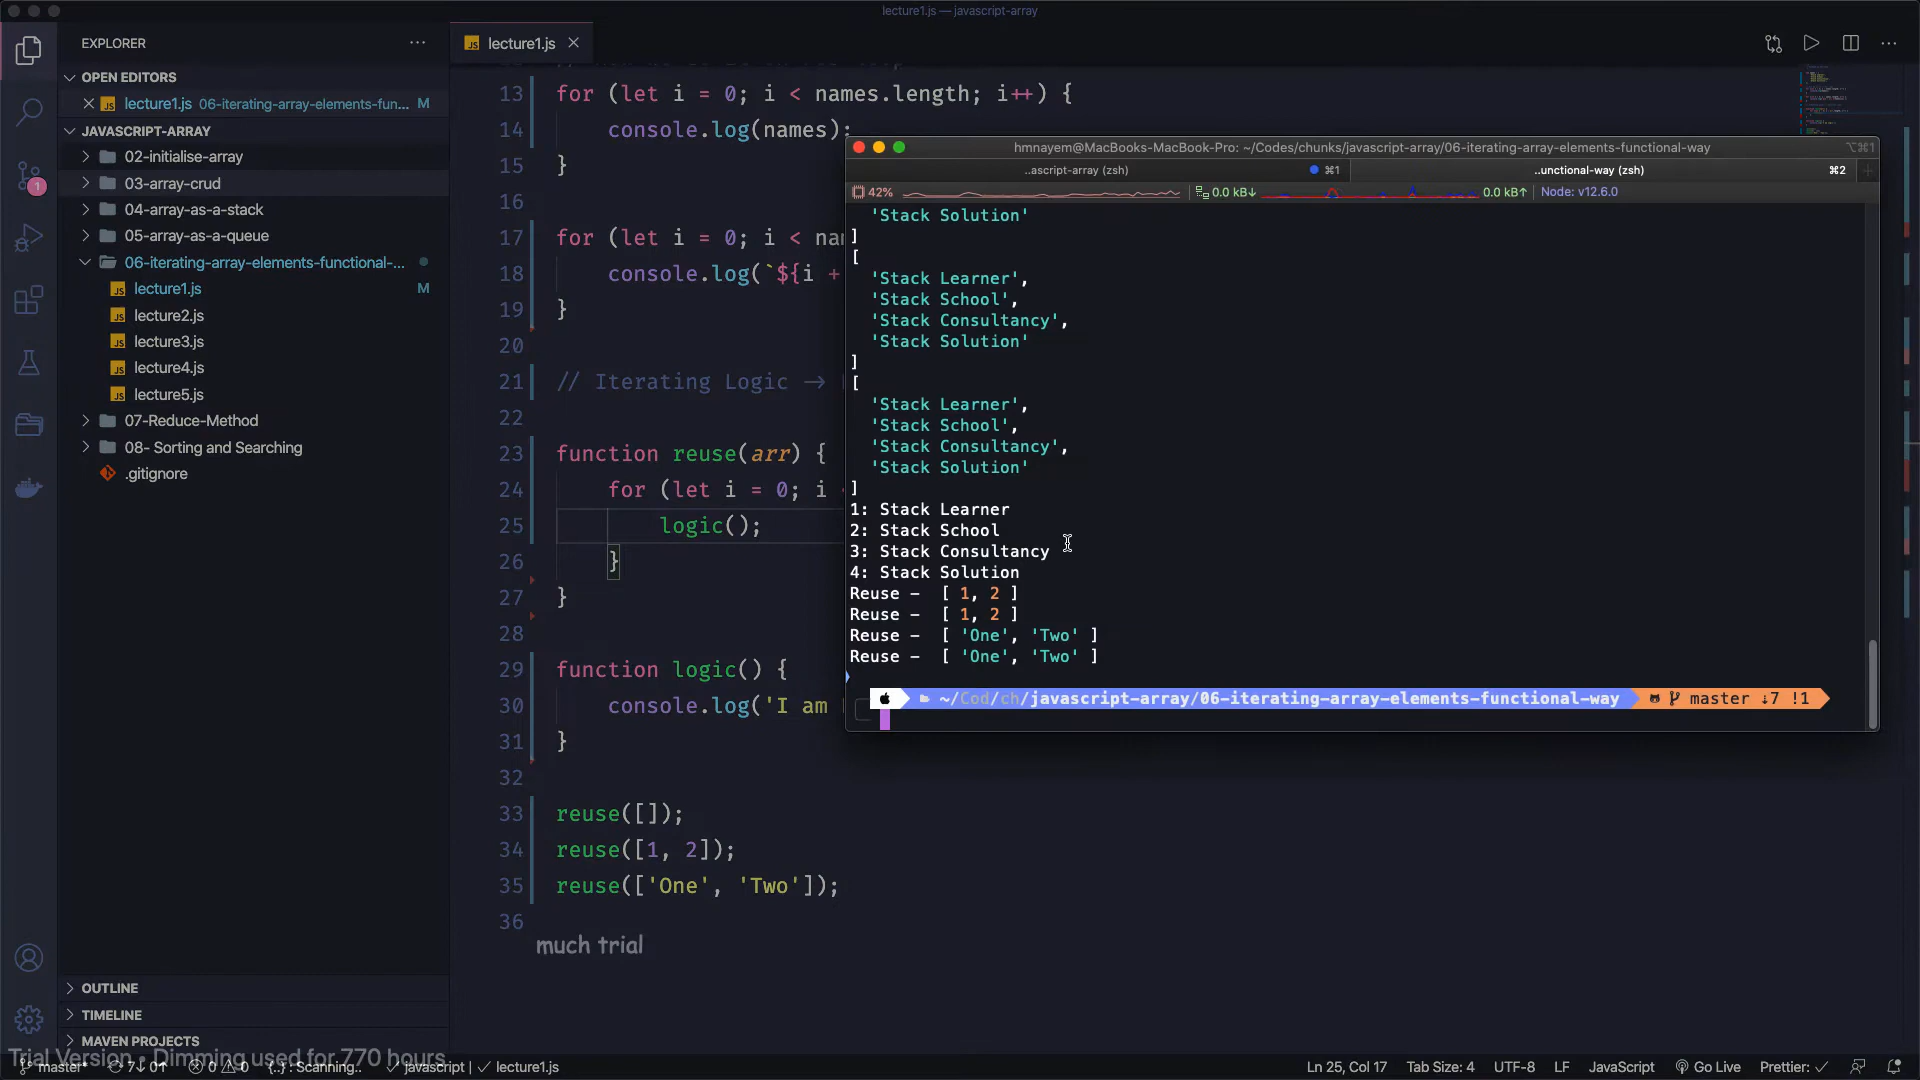 lecture1.js — javascript-array
EXPLORER
lecture1.js
OPEN EDITORS
lecture1.js 06-iterating-array-elements-fun... M
JAVASCRIPT-ARRAY
02-initialise-array
03-array-crud
04-array-as-a-stack
05-array-as-a-queue
06-iterating-array-elements-functional-...
lecture1.js M
lecture2.js
lecture3.js
lecture4.js
lecture5.js
07-Reduce-Method
08- Sorting and Searching
.gitignore
OUTLINE
TIMELINE
MAVEN PROJECTS
1
13 for (let i = 0; i < names.length; i++) {
14 console.log(names);
15 }
16
17 for (let i = 0; i < nam
18 console.log(`${i +
19 }
20
21 // Iterating Logic ->
22
23 function reuse(arr) {
24 for (let i = 0; i
25 logic();
26 }
27 }
28
29 function logic() {
30 console.log('I am
31 }
32
33 reuse([]);
34 reuse([1, 2]);
35 reuse(['One', 'Two']);
36
much trial
hmnayem@MacBooks-MacBook-Pro: ~/Codes/chunks/javascript-array/06-iterating-array-elements-functional-way
⌥⌘1
..ascript-array (zsh) ⌘1
..unctional-way (zsh) ⌘2
42% 0.0 kB↓ 0.0 kB↑ Node: v12.6.0
'Stack Solution'
]
[
'Stack Learner',
'Stack School',
'Stack Consultancy',
'Stack Solution'
]
[
'Stack Learner',
'Stack School',
'Stack Consultancy',
'Stack Solution'
]
1: Stack Learner
2: Stack School
3: Stack Consultancy
4: Stack Solution
Reuse - [ 1, 2 ]
Reuse - [ 1, 2 ]
Reuse - [ 'One', 'Two' ]
Reuse - [ 'One', 'Two' ]
~/Cod/ch/javascript-array/06-iterating-array-elements-functional-way master ↓7 !1
Trial Version • Dimming used for 770 hours
master* 7↓ 0↑ 0 0 {..} : Scanning.. javascript | ✓ lecture1.js
Ln 25, Col 17 Tab Size: 4 UTF-8 LF JavaScript Go Live Prettier: ✓